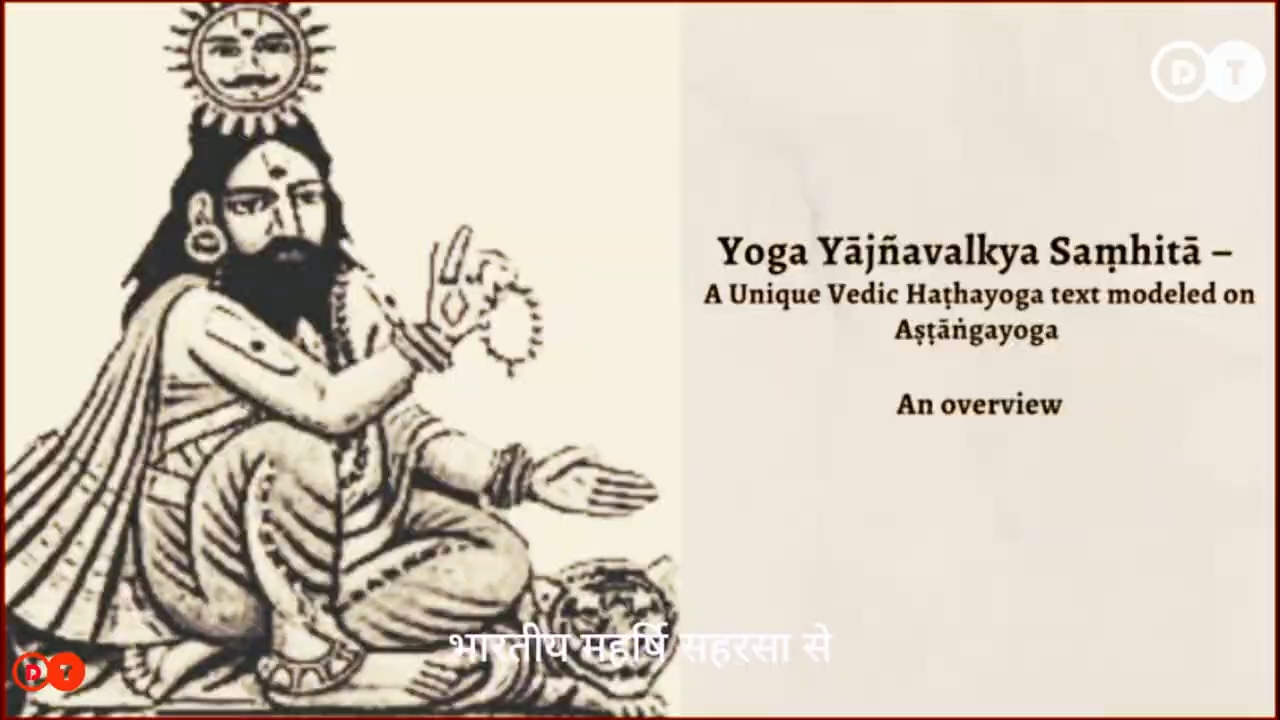 D T
Yoga Yājñavalkya Saṃhitā –
A Unique Vedic Haṭhayoga text modeled on
Aṣṭāṅgayoga
An overview
भारतीय महर्षि सहरसा से
D T